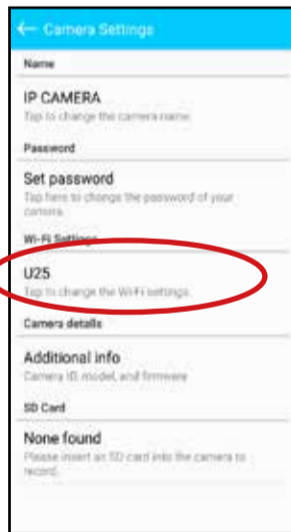 ← Camera Settings
Name
IP CAMERA
Tap to change the camera name.
Password
Set password
Tap here to change the password of your
camera.
Wi-Fi Settings
U25
Tap to change the Wi-Fi settings.
Camera details
Additional info
Camera ID, model, and firmware
SD Card
None found
Please insert an SD card into the camera to
record.